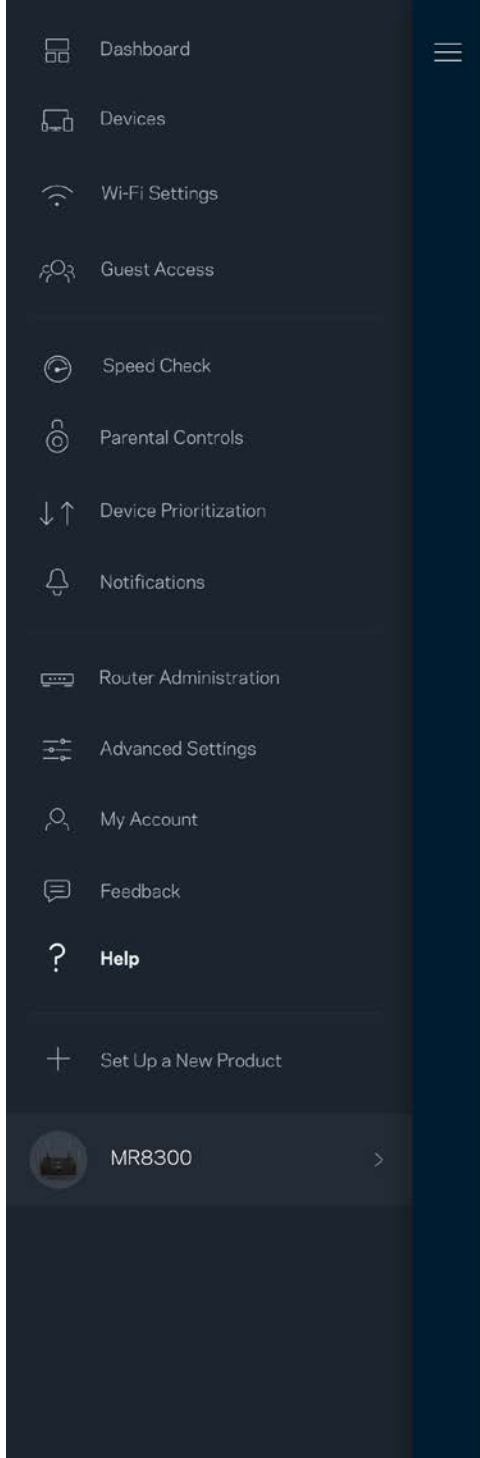 Dashboard
Devices
Wi-Fi Settings
Guest Access
Speed Check
Parental Controls
Device Prioritization
Notifications
Router Administration
Advanced Settings
My Account
Feedback
? Help
Set Up a New Product
MR8300